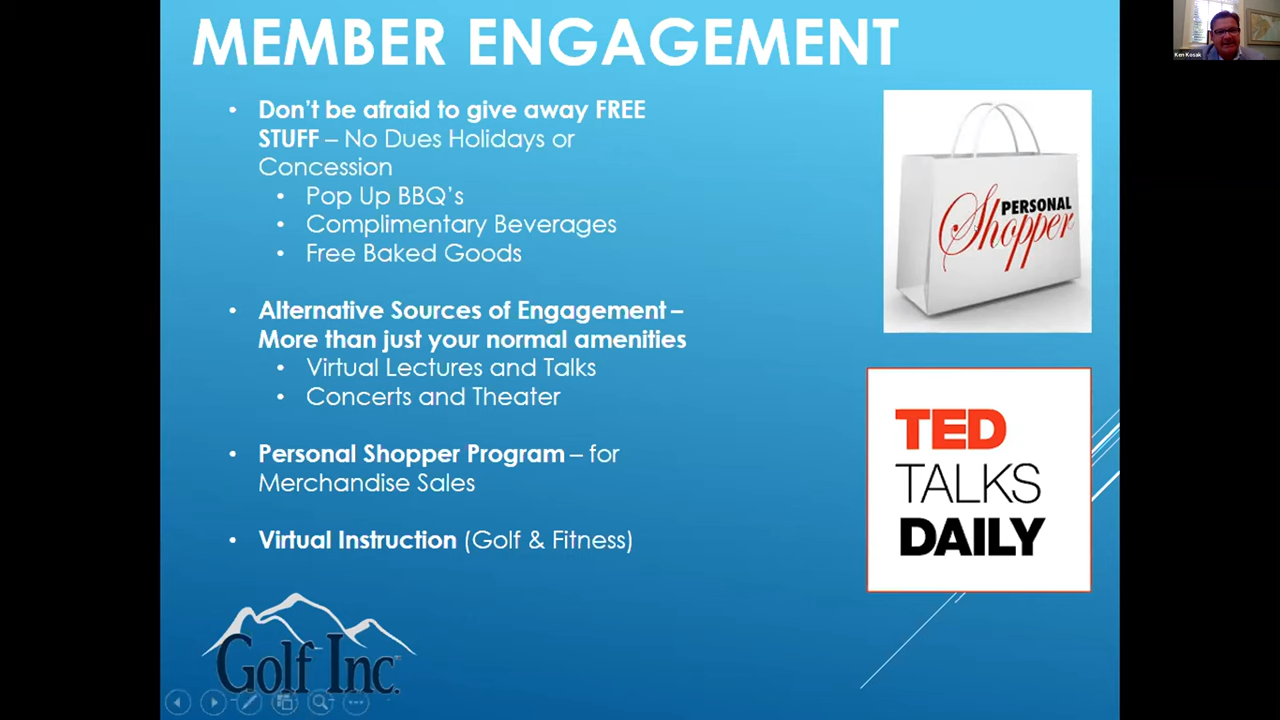 MEMBER ENGAGEMENT
Ken Kosak
• Don't be afraid to give away FREE
STUFF – No Dues Holidays or
Concession
• Pop Up BBQ's
• Complimentary Beverages
• Free Baked Goods
• Alternative Sources of Engagement –
More than just your normal amenities
• Virtual Lectures and Talks
• Concerts and Theater
• Personal Shopper Program – for
Merchandise Sales
• Virtual Instruction (Golf & Fitness)
PERSONAL
Shopper
TED
TALKS
DAILY
Golf Inc.